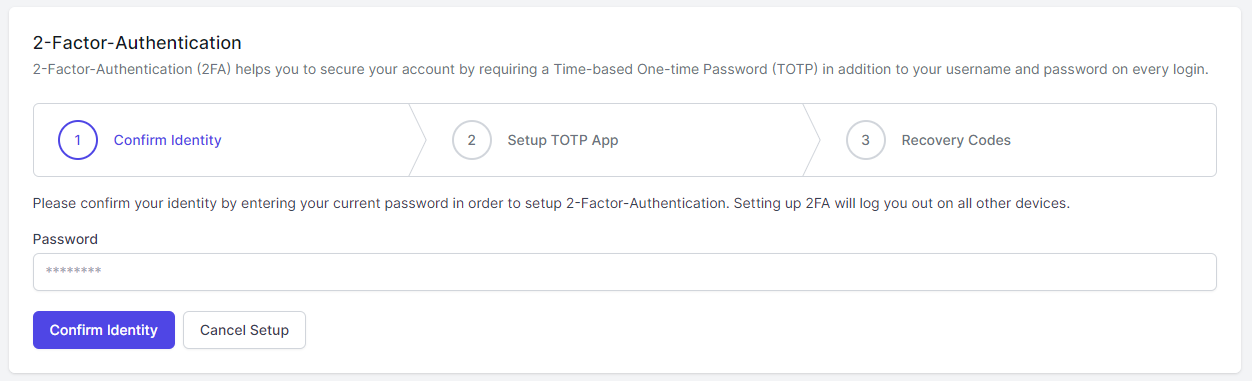 2-Factor-Authentication
2-Factor-Authentication (2FA) helps you to secure your account by requiring a Time-based One-time Password (TOTP) in addition to your username and password on every login.
1 Confirm Identity
2 Setup TOTP App
3 Recovery Codes
Please confirm your identity by entering your current password in order to setup 2-Factor-Authentication. Setting up 2FA will log you out on all other devices.
Password
********
Confirm Identity
Cancel Setup